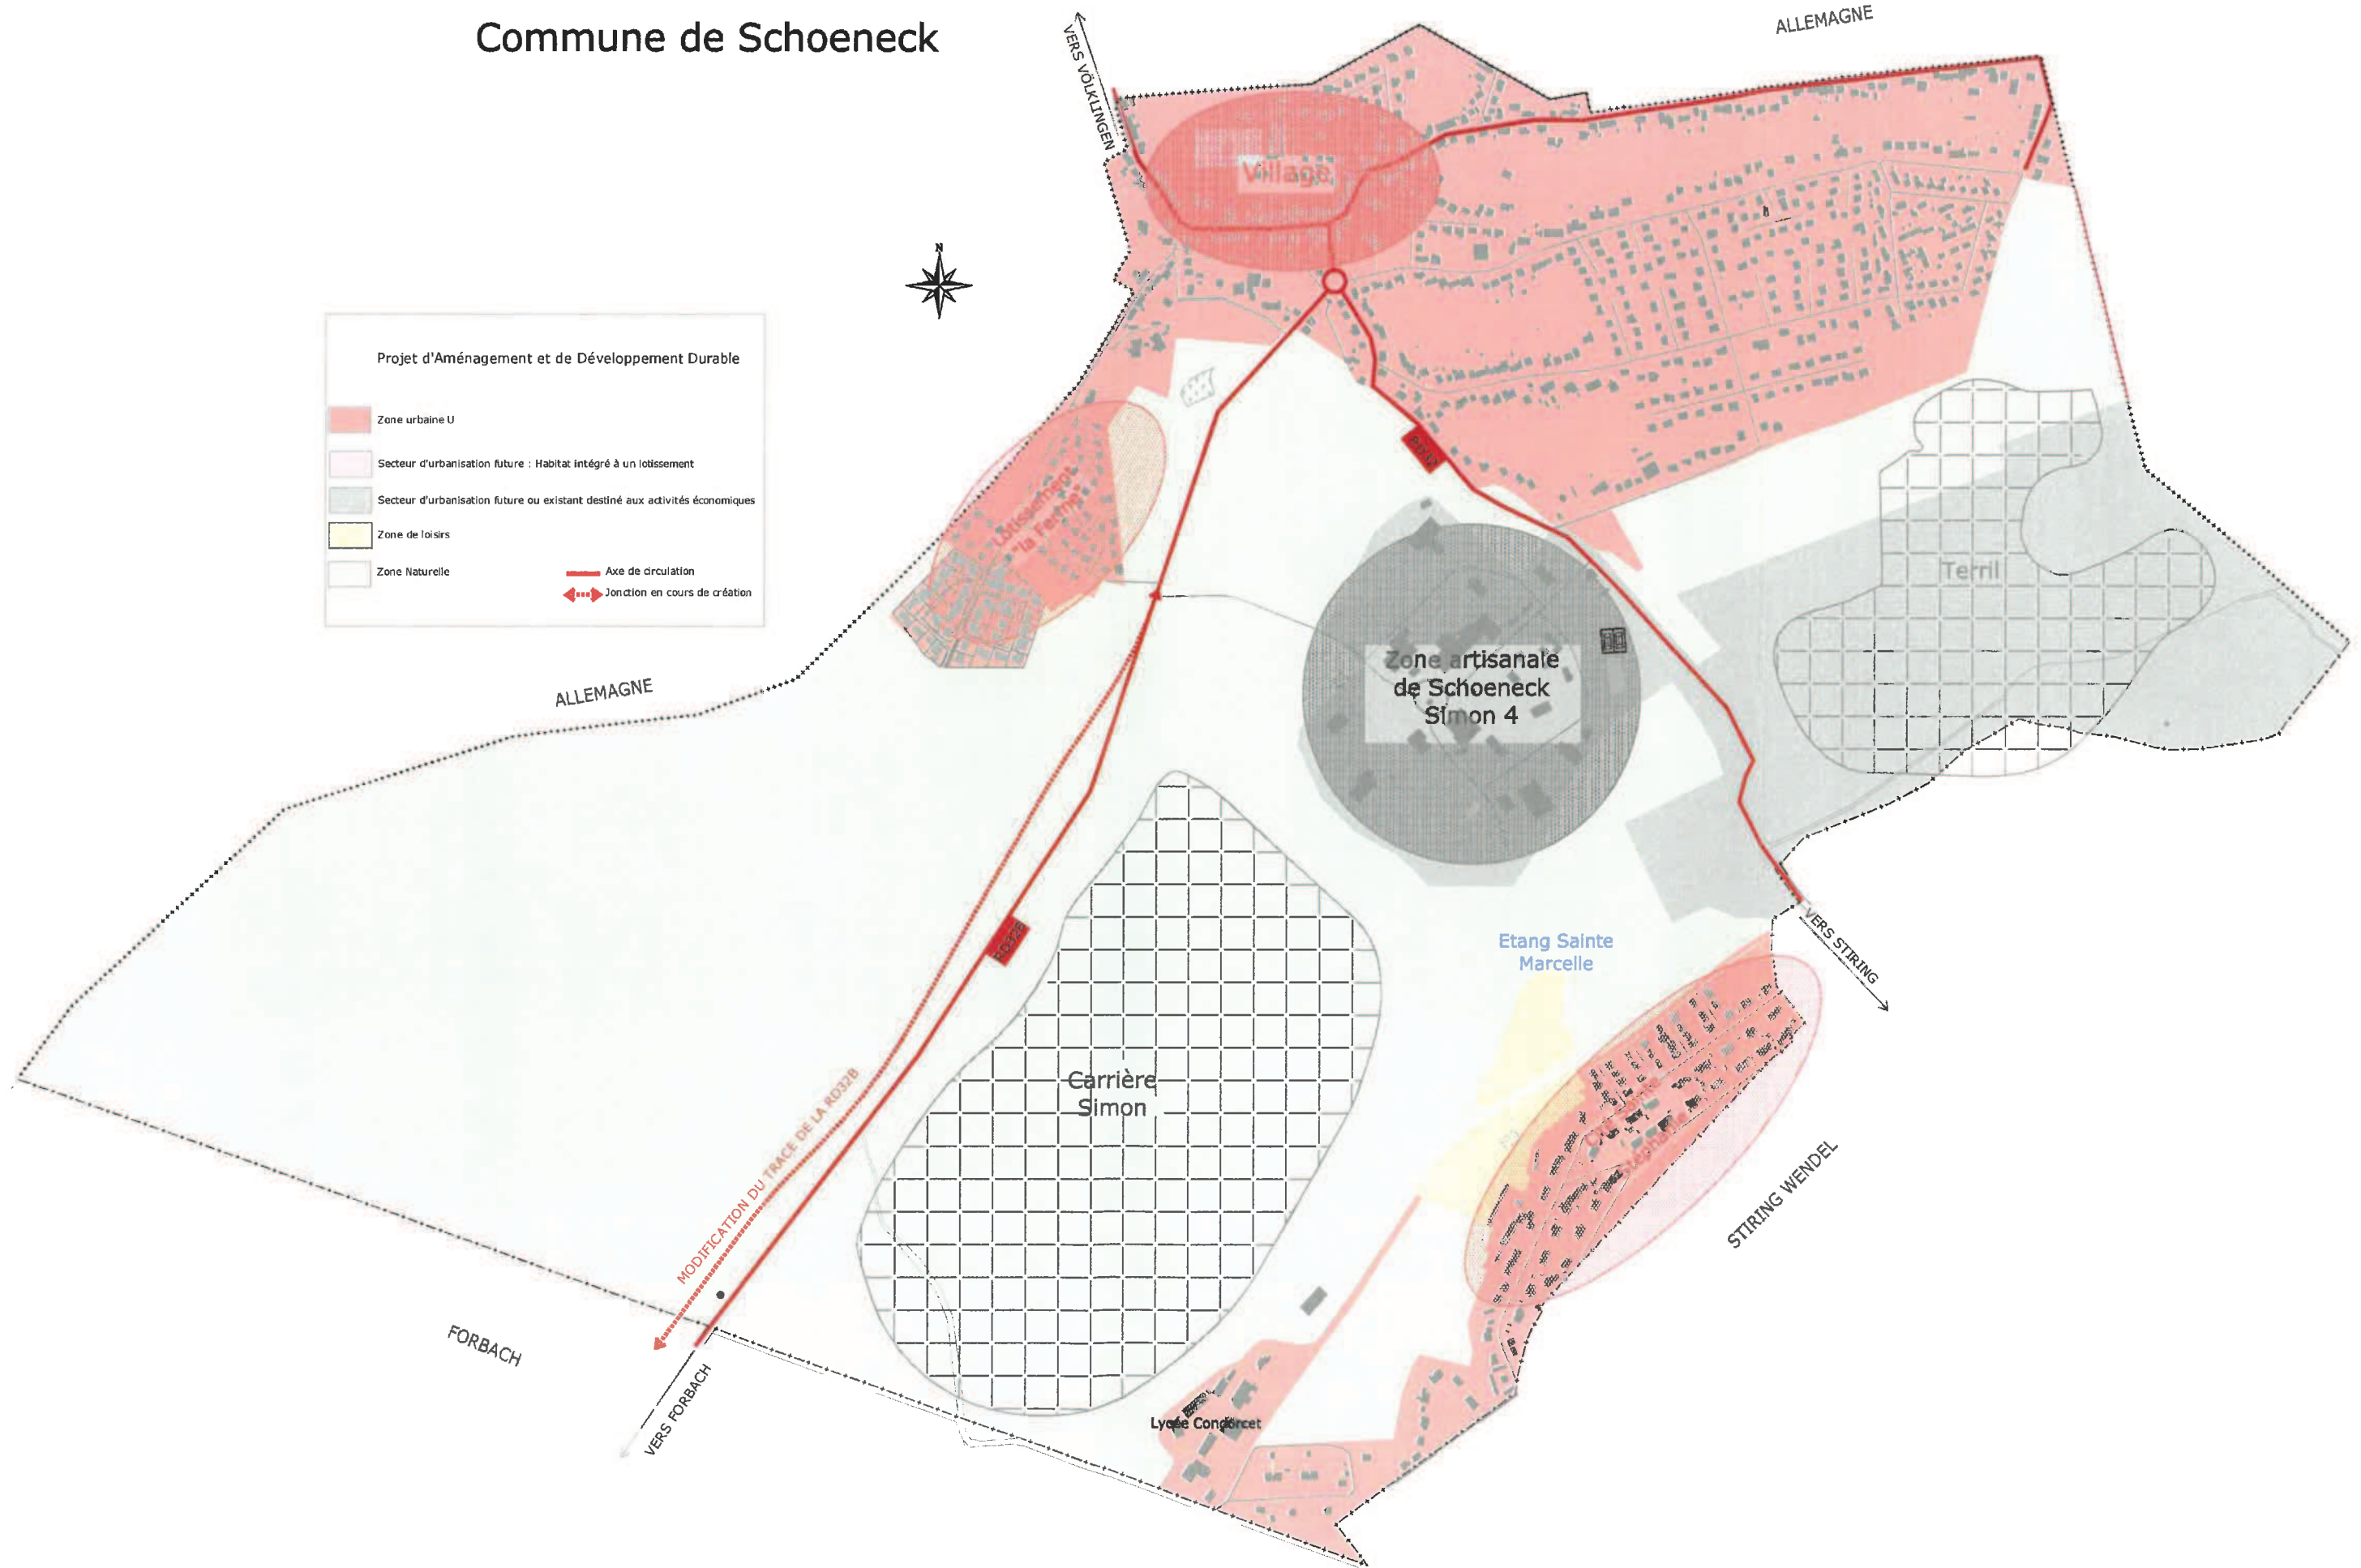 Commune de Schoeneck
VERS VÖLKLINGEN
ALLEMAGNE
Village
N
Projet d'Aménagement et de Développement Durable
Zone urbaine U
Secteur d'urbanisation future : Habitat intégré à un lotissement
Secteur d'urbanisation future ou existant destiné aux activités économiques
Zone de loisirs
Zone Naturelle
Axe de circulation
Jonction en cours de création
Lotissement
"la Ferme"
Terril
Zone artisanale
de Schoeneck
Simon 4
ALLEMAGNE
RD32B
Etang Sainte
Marcelle
VERS STIRING
Carrière
Simon
MODIFICATION DU TRACE DE LA RD32B
Cité Sainte
Stéphanie
STIRING WENDEL
FORBACH
VERS FORBACH
Lycée Condorcet